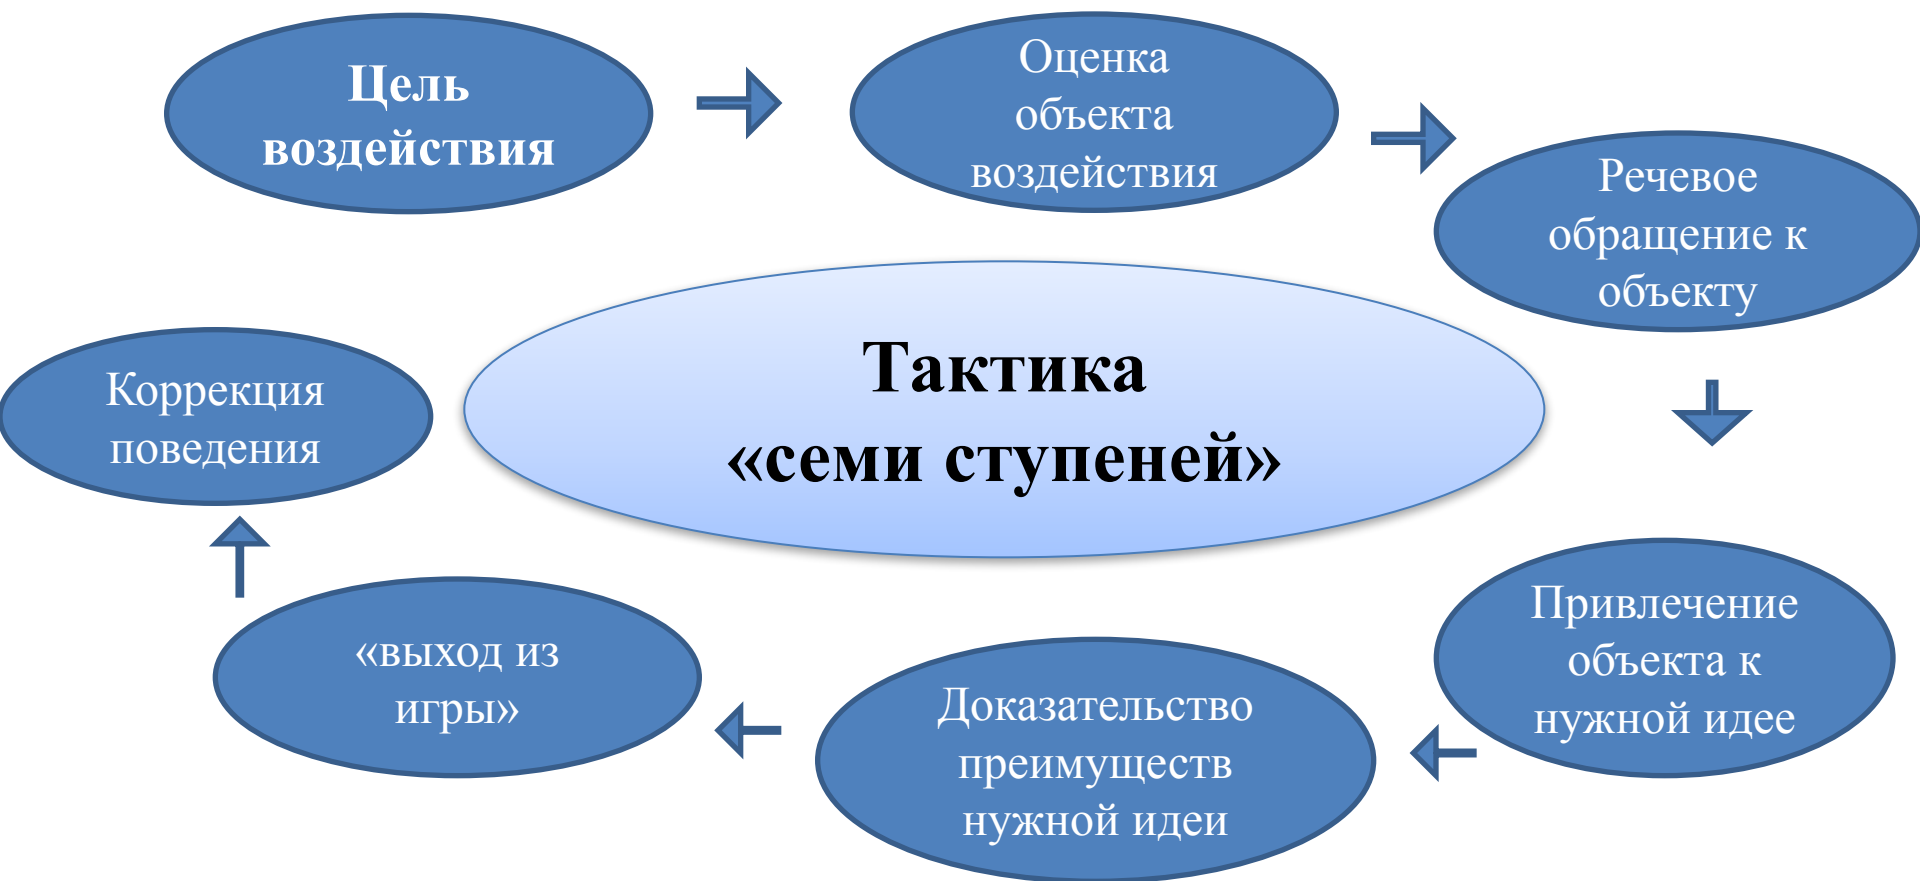 Цель
воздействия
Оценка
объекта
воздействия
Речевое
обращение к
объекту
Тактика
«семи ступеней»
Коррекция
поведения
Привлечение
объекта к
нужной идее
Доказательство
преимуществ
нужной идеи
«выход из
игры»